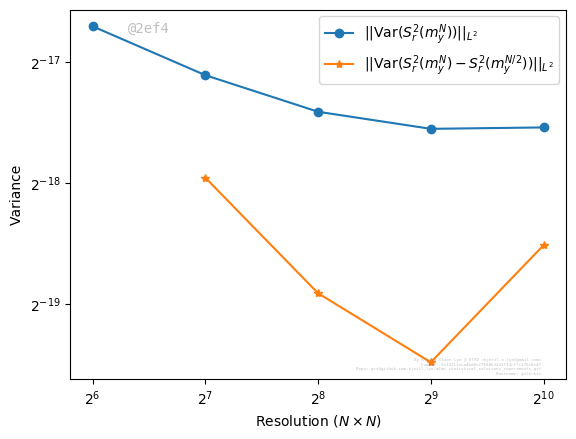 @2ef4
||Var(S_r^2(m_y^N))||_{L^2}
||Var(S_r^2(m_y^N) − S_r^2(m_y^{N/2}))||_{L^2}
2^{-17}
2^{-18}
2^{-19}
Variance
2^6 2^7 2^8 2^9 2^{10}
Resolution (N × N)